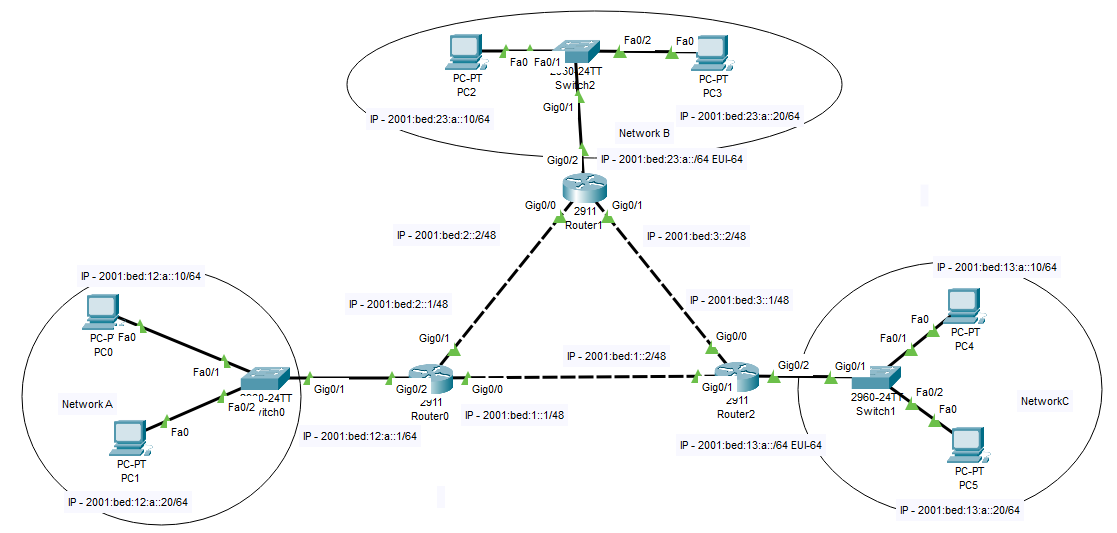 Fa0
Fa0/1
Fa0/2
Fa0
PC-PT
PC2
2960-24TT
Switch2
PC-PT
PC3
Gig0/1
IP - 2001:bed:23:a::10/64
IP - 2001:bed:23:a::20/64
Network B
Gig0/2
IP - 2001:bed:23:a::/64 EUI-64
Gig0/0
Gig0/1
2911
Router1
IP - 2001:bed:2::2/48
IP - 2001:bed:3::2/48
IP - 2001:bed:12:a::10/64
IP - 2001:bed:13:a::10/64
IP - 2001:bed:2::1/48
IP - 2001:bed:3::1/48
PC-PT
PC0
Fa0
Gig0/1
Gig0/0
Fa0
PC-PT
PC4
Fa0/1
IP - 2001:bed:1::2/48
Fa0/1
Gig0/1
Gig0/2
Gig0/0
Gig0/1
Gig0/2
Gig0/1
Network A
2960-24TT
Switch0
Fa0/2
2911
Router0
2911
Router2
2960-24TT
Switch1
Fa0/2
NetworkC
Fa0
PC-PT
PC1
IP - 2001:bed:12:a::1/64
IP - 2001:bed:1::1/48
IP - 2001:bed:13:a::/64 EUI-64
Fa0
PC-PT
PC5
IP - 2001:bed:12:a::20/64
IP - 2001:bed:13:a::20/64